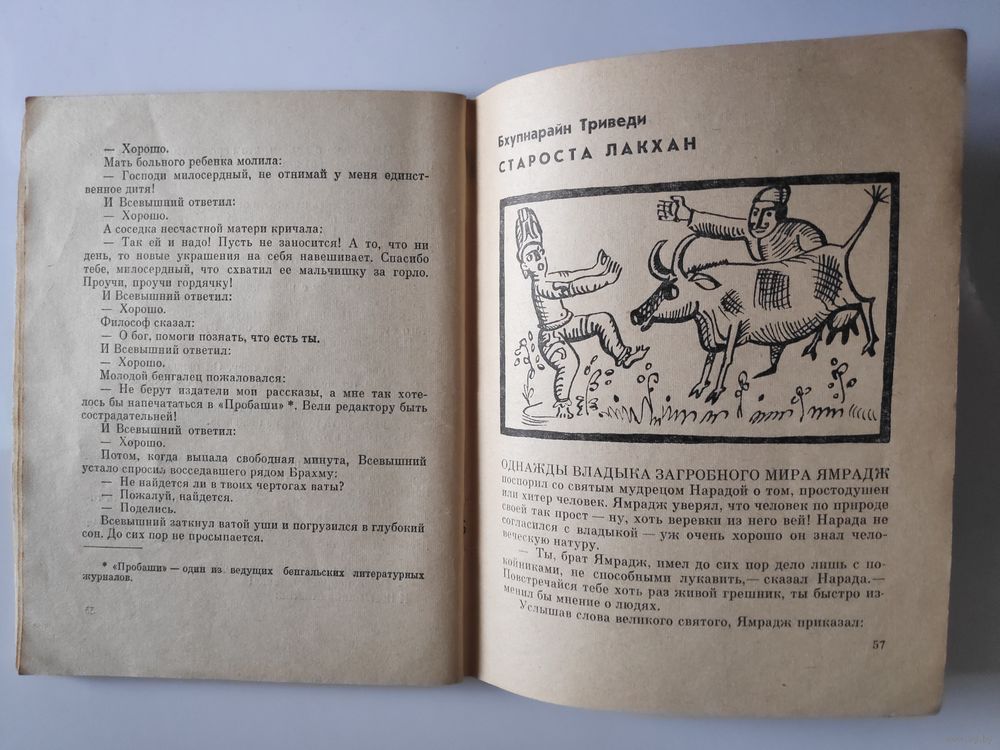 — Хорошо.
Мать больного ребенка молила:
— Господи милосердный, не отнимай у меня единст-
венное дитя!
И Всевышний ответил:
— Хорошо.
А соседка несчастной матери кричала:
— Так ей и надо! Пусть не заносится! А то, что ни
день, то новые украшения на себя навешивает. Спасибо
тебе, милосердный, что схватил ее мальчишку за горло.
Проучи, проучи гордячку!
И Всевышний ответил:
— Хорошо.
Философ сказал:
— О бог, помоги познать, что есть ты.
И Всевышний ответил:
— Хорошо.
Молодой бенгалец пожаловался:
— Не берут издатели мои рассказы, а мне так хоте-
лось бы напечататься в «Пробаши» *. Вели редактору быть
сострадательней!
И Всевышний ответил:
— Хорошо.
Потом, когда выпала свободная минута, Всевышний
устало спросил восседавшего рядом Брахму:
— Не найдется ли в твоих чертогах ваты?
— Пожалуй, найдется.
— Поделись.
Всевышний заткнул ватой уши и погрузился в глубокий
сон. До сих пор не просыпается.
* «Пробаши» — один из ведущих бенгальских литературных
журналов.
Бхупнарайн Триведи
СТАРОСТА ЛАКХАН
ОДНАЖДЫ ВЛАДЫКА ЗАГРОБНОГО МИРА ЯМРАДЖ
поспорил со святым мудрецом Нарадой о том, простодушен
или хитер человек. Ямрадж уверял, что человек по природе
своей так прост — ну, хоть веревки из него вей! Нарада не
согласился с владыкой — уж очень хорошо он знал чело-
веческую натуру.
— Ты, брат Ямрадж, имел до сих пор дело лишь с по-
койниками, не способными лукавить,— сказал Нарада.—
Повстречайся тебе хоть раз живой грешник, ты быстро из-
менил бы мнение о людях.
Услышав слова великого святого, Ямрадж приказал:
57